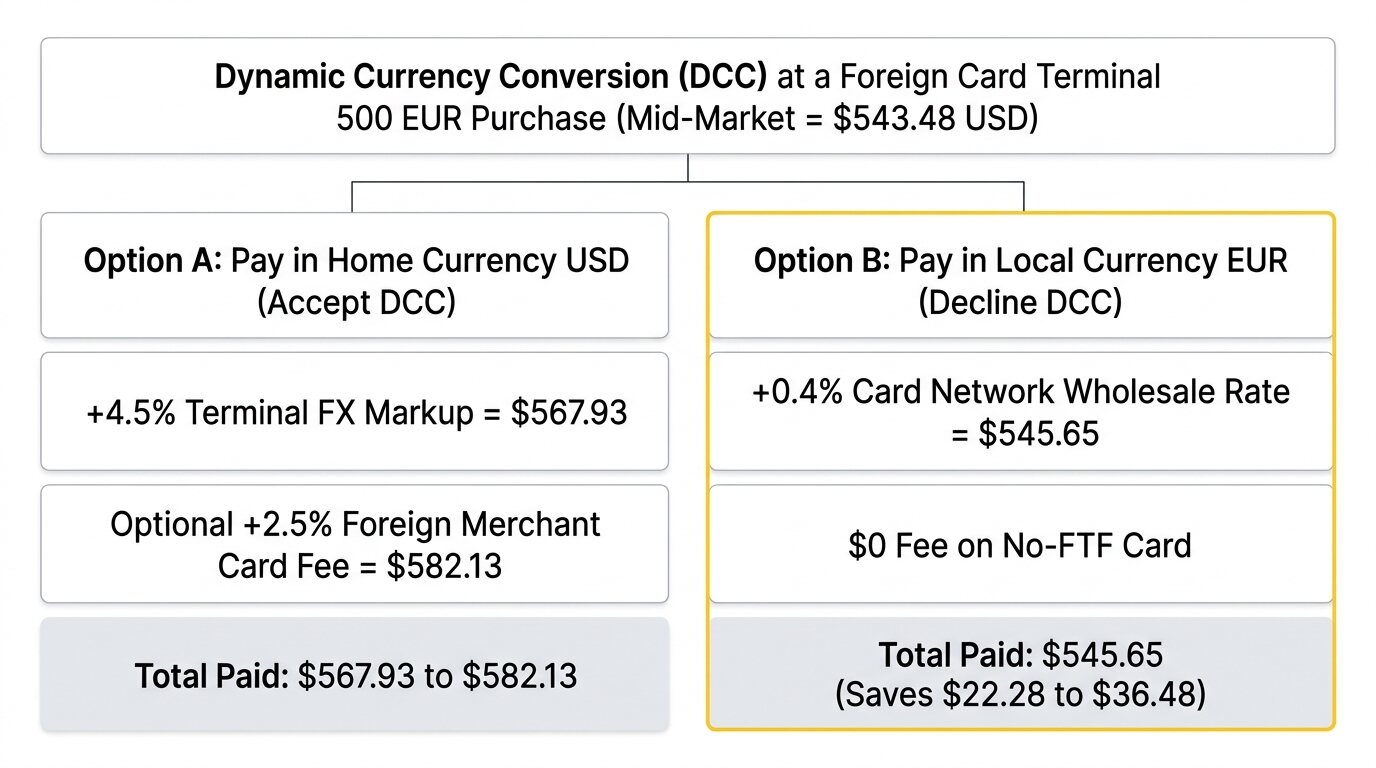 Dynamic Currency Conversion (DCC) at a Foreign Card Terminal
500 EUR Purchase (Mid-Market = $543.48 USD)
Option A: Pay in Home Currency USD
(Accept DCC)
+4.5% Terminal FX Markup = $567.93
Optional +2.5% Foreign Merchant
Card Fee = $582.13
Total Paid: $567.93 to $582.13
Option B: Pay in Local Currency EUR
(Decline DCC)
+0.4% Card Network Wholesale Rate
= $545.65
$0 Fee on No-FTF Card
Total Paid: $545.65
(Saves $22.28 to $36.48)